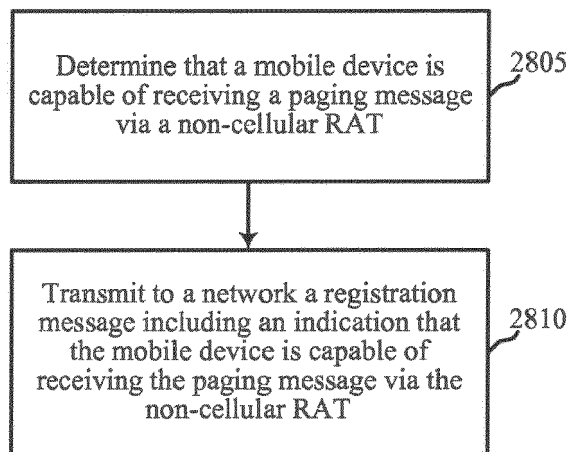 Determine that a mobile device is
capable of receiving a paging message
via a non-cellular RAT
2805
Transmit to a network a registration
message including an indication that
the mobile device is capable of
receiving the paging message via the
non-cellular RAT
2810